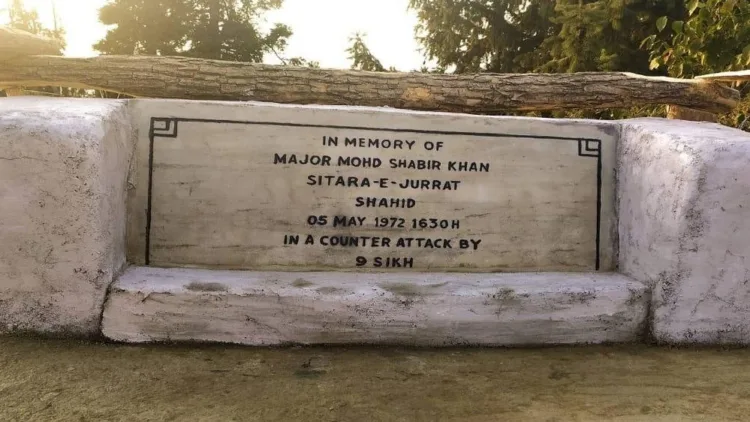 IN MEMORY OF
MAJOR MOHD SHABIR KHAN
SITARA-E-JURRAT
SHAHID
05 MAY 1972 1630H
IN A COUNTER ATTACK BY
9 SIKH